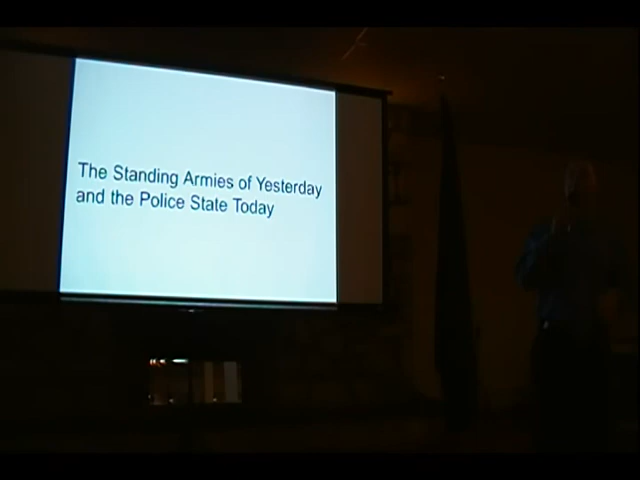 The Standing Armies of Yesterday
and the Police State Today